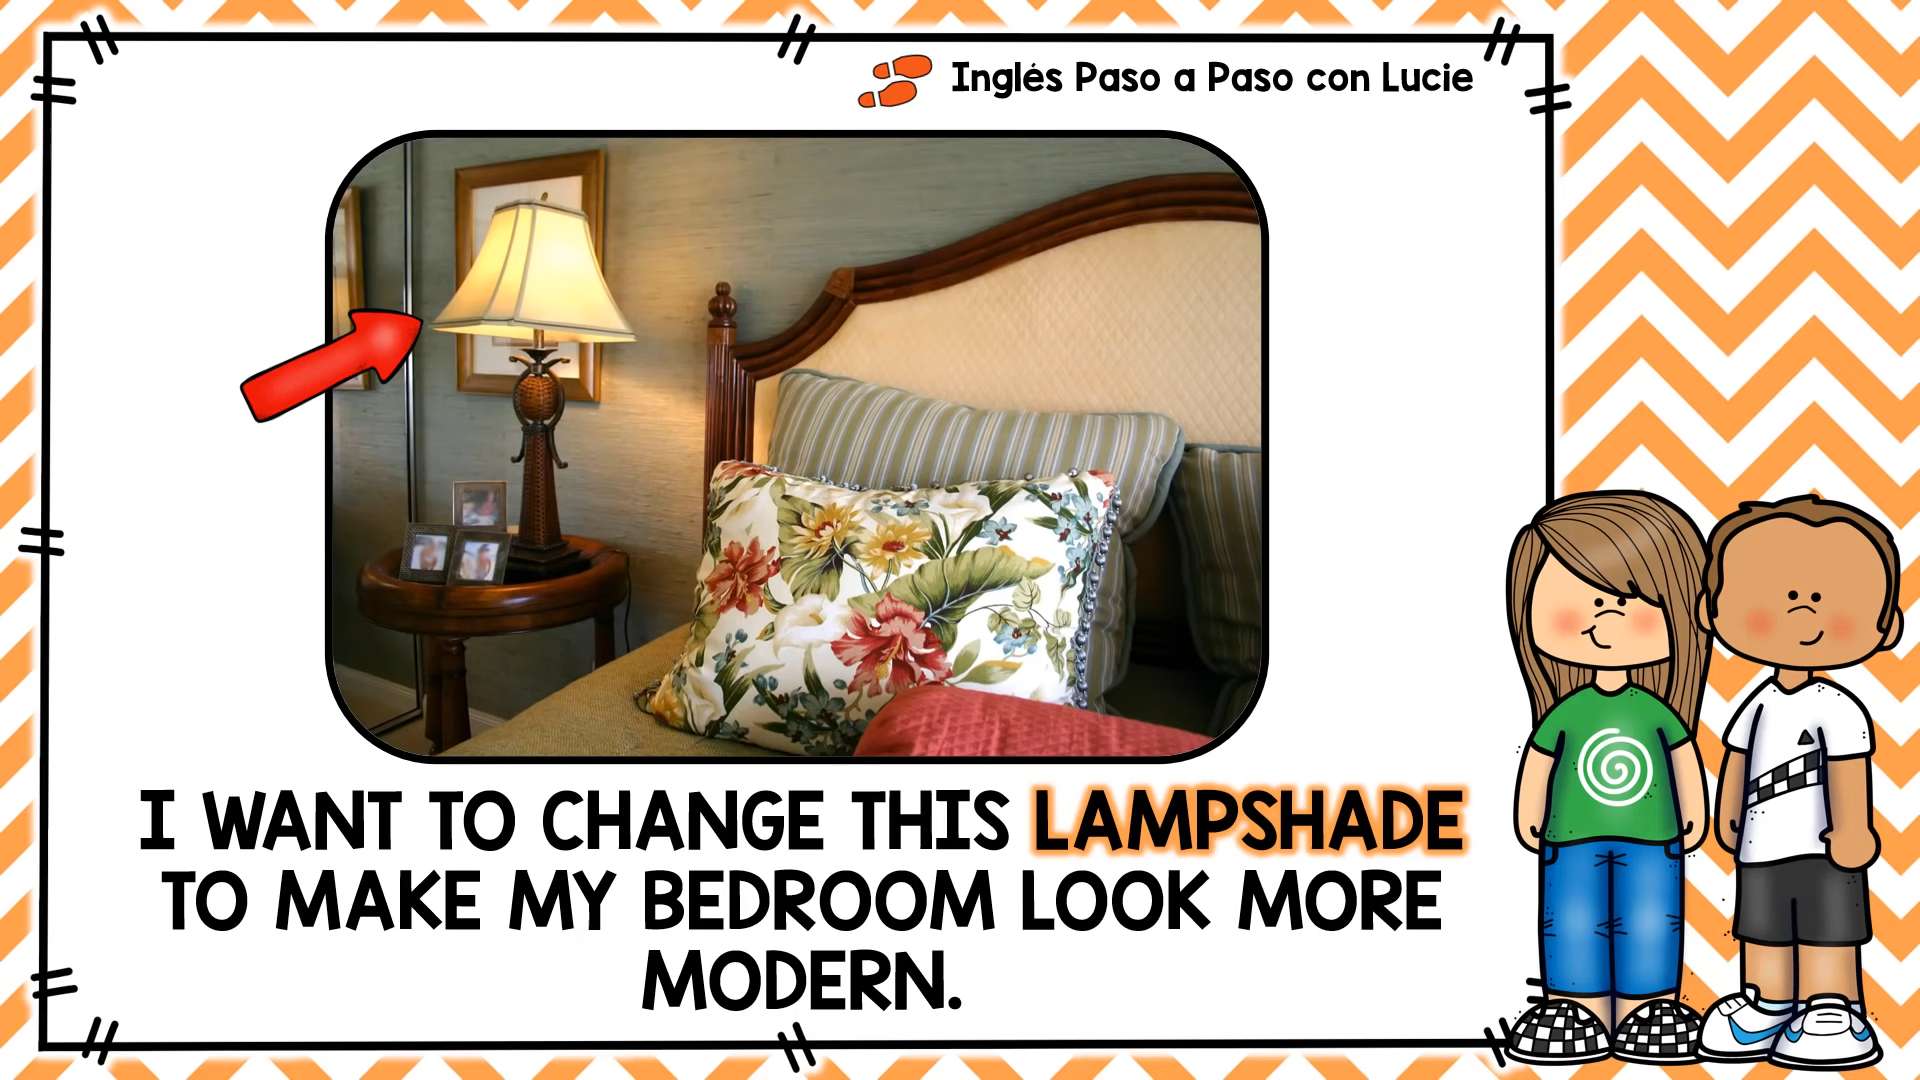 Inglés Paso a Paso con Lucie
I WANT TO CHANGE THIS LAMPSHADE
TO MAKE MY BEDROOM LOOK MORE
MODERN.